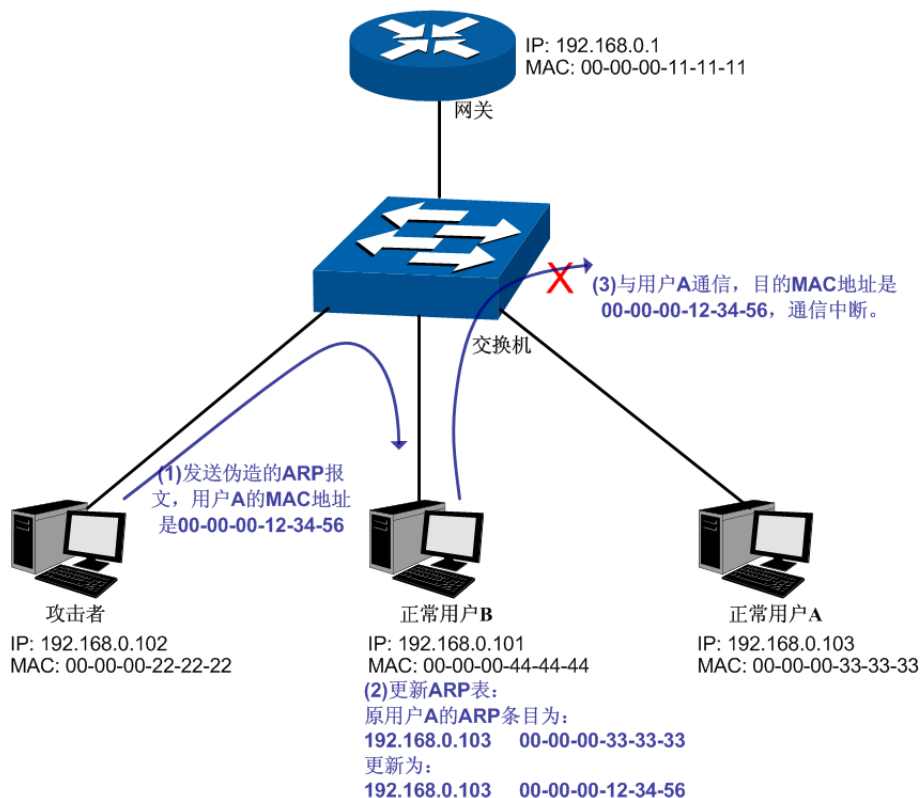 IP: 192.168.0.1
MAC: 00-00-00-11-11-11
网关
(3)与用户A通信，目的MAC地址是
00-00-00-12-34-56，通信中断。
交换机
(1)发送伪造的ARP报
文，用户A的MAC地址
是00-00-00-12-34-56
攻击者
IP: 192.168.0.102
MAC: 00-00-00-22-22-22
正常用户B
IP: 192.168.0.101
MAC: 00-00-00-44-44-44
(2)更新ARP表：
原用户A的ARP条目为：
192.168.0.103 00-00-00-33-33-33
更新为：
192.168.0.103 00-00-00-12-34-56
正常用户A
IP: 192.168.0.103
MAC: 00-00-00-33-33-33